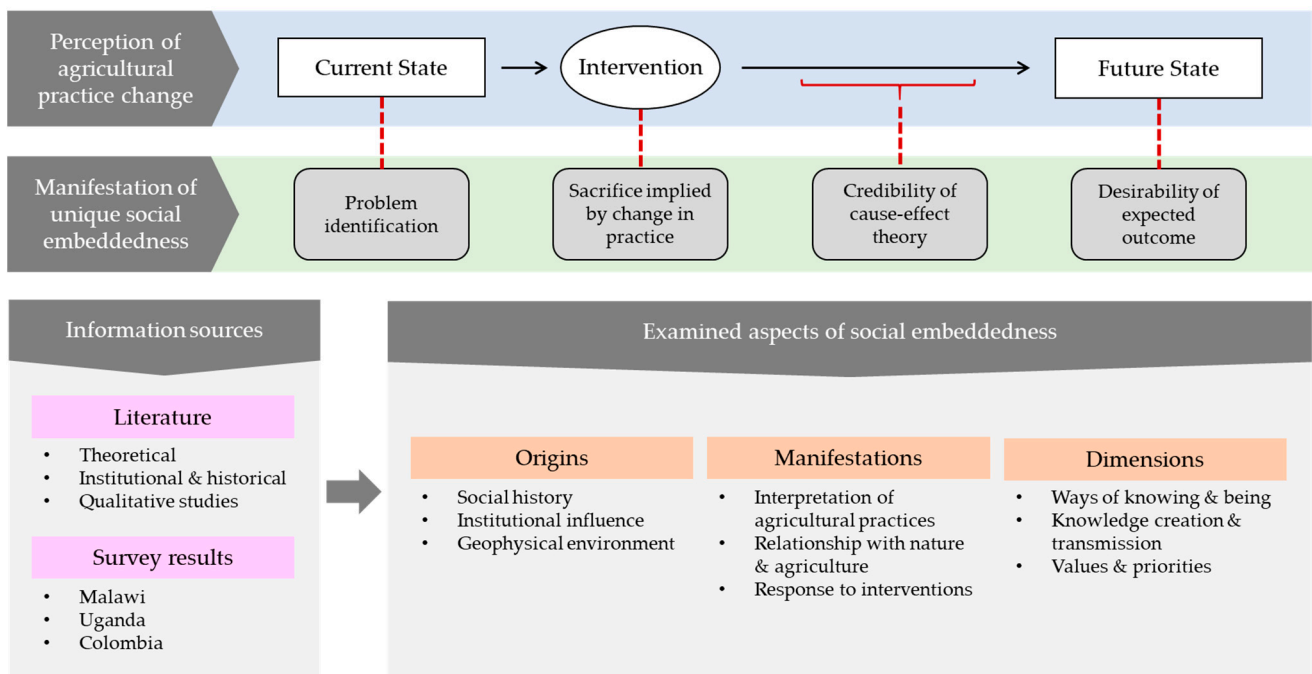 Perception of
agricultural
practice change
Current State
Intervention
Future State
Manifestation of
unique social
embeddedness
Problem
identification
Sacrifice implied
by change in
practice
Credibility of
cause-effect
theory
Desirability of
expected
outcome
Information sources
Literature
• Theoretical
• Institutional & historical
• Qualitative studies
Survey results
• Malawi
• Uganda
• Colombia
Examined aspects of social embeddedness
Origins
• Social history
• Institutional influence
• Geophysical environment
Manifestations
• Interpretation of
agricultural practices
• Relationship with nature
& agriculture
• Response to interventions
Dimensions
• Ways of knowing & being
• Knowledge creation &
transmission
• Values & priorities